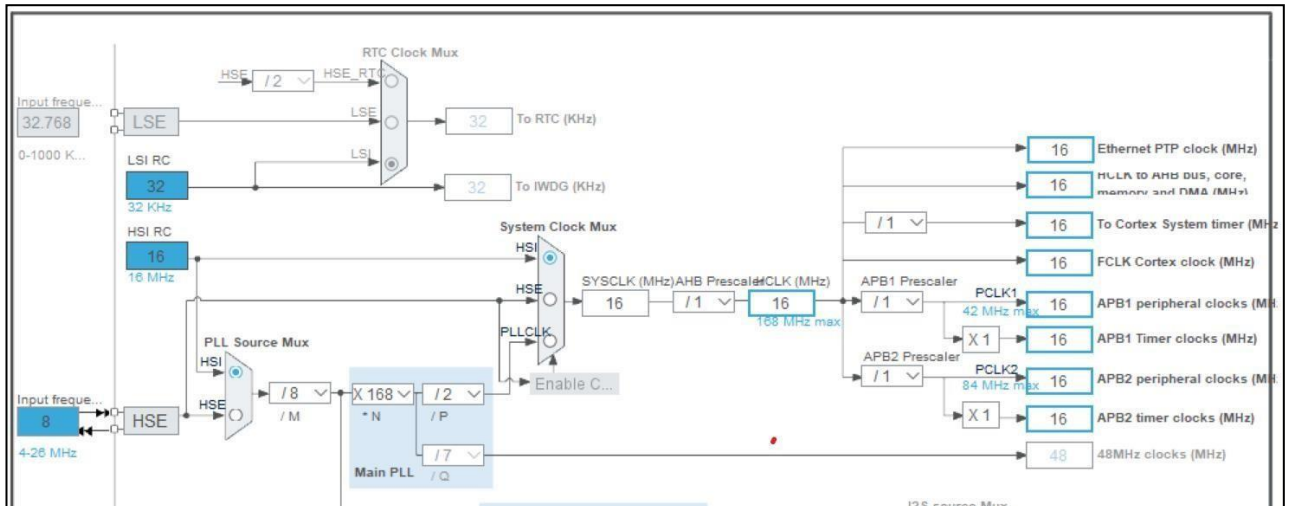 RTC Clock Mux
HSE
/ 2
HSE_RTC
Input freque...
32.768
0-1000 K...
LSE
LSE
32
To RTC (KHz)
LSI RC
32
32 KHz
LSI
32
To IWDG (KHz)
HSI RC
16
16 MHz
System Clock Mux
HSI
HSE
PLLCLK
SYSCLK (MHz)
16
AHB Prescaler
/ 1
HCLK (MHz)
16
168 MHz max
Enable C...
16
Ethernet PTP clock (MHz)
16
HCLK to AHB bus, core,
memory and DMA (MHz)
/ 1
16
To Cortex System timer (MHz
16
FCLK Cortex clock (MHz)
APB1 Prescaler
/ 1
PCLK1
42 MHz max
16
APB1 peripheral clocks (MH
X 1
16
APB1 Timer clocks (MHz)
APB2 Prescaler
/ 1
PCLK2
84 MHz max
16
APB2 peripheral clocks (MH
X 1
16
APB2 timer clocks (MHz)
48
48MHz clocks (MHz)
PLL Source Mux
HSI
HSE
/ 8
/ M
X 168
* N
/ 2
/ P
/ 7
/ Q
Main PLL
Input freque...
8
4-26 MHz
HSE
I2S source Mux